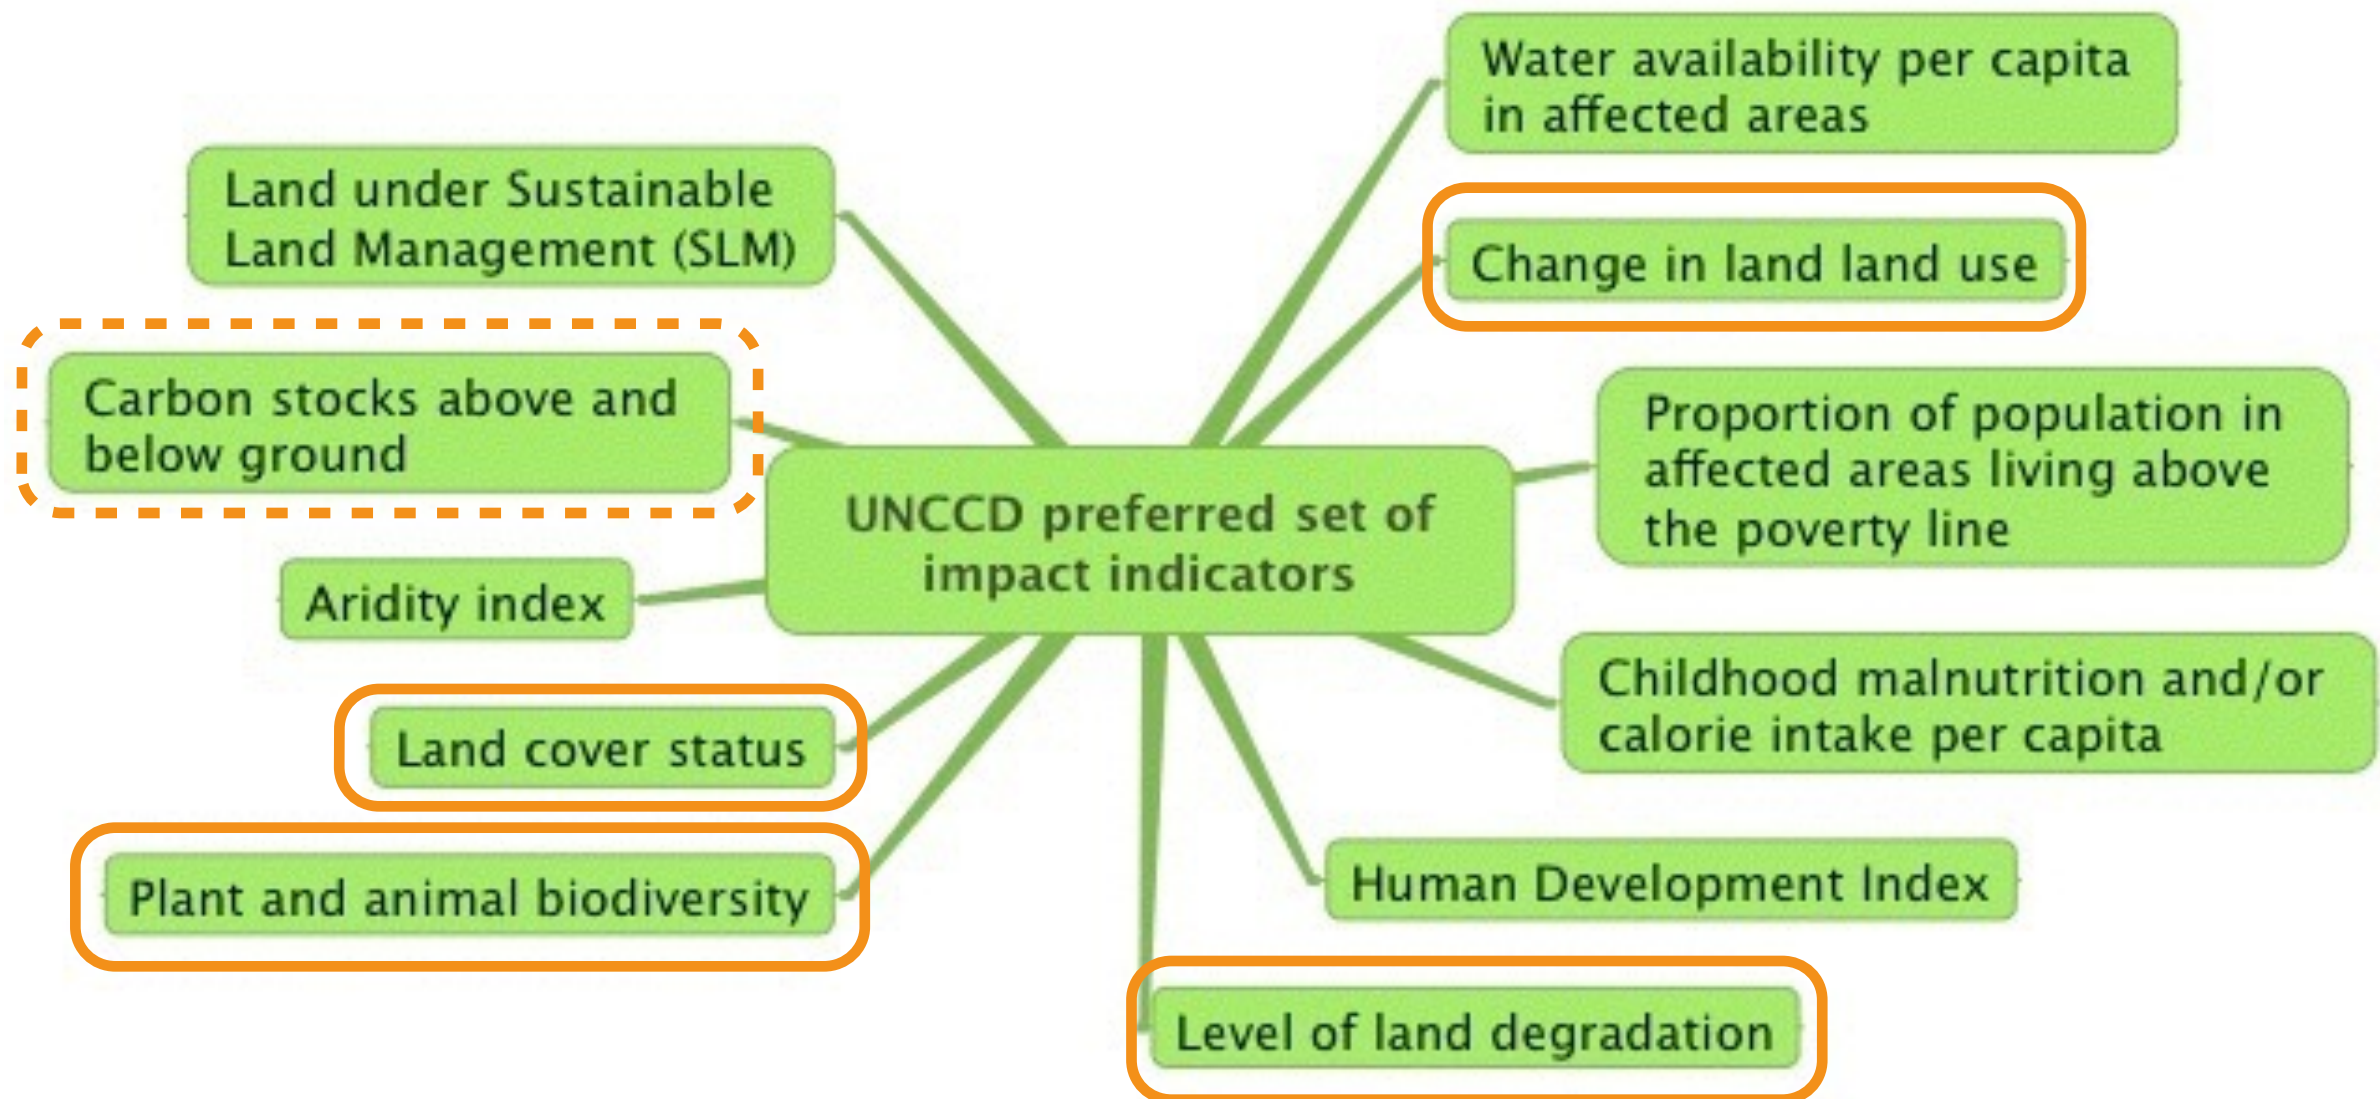 Water availability per capita
in affected areas
Land under Sustainable
Land Management (SLM)
Change in land land use
Carbon stocks above and
below ground
Proportion of population in
affected areas living above
the poverty line
UNCCD preferred set of
impact indicators
Aridity index
Childhood malnutrition and/or
calorie intake per capita
Land cover status
Plant and animal biodiversity
Human Development Index
Level of land degradation